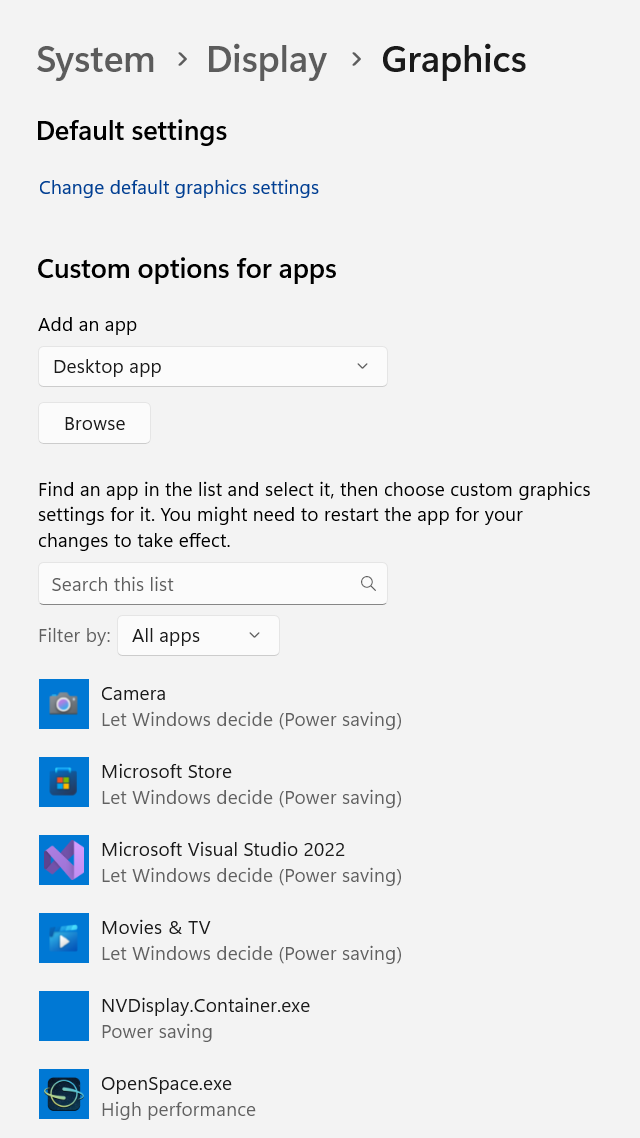 System > Display > Graphics
Default settings
Change default graphics settings
Custom options for apps
Add an app
Desktop app
Browse
Find an app in the list and select it, then choose custom graphics
settings for it. You might need to restart the app for your
changes to take effect.
Search this list
Filter by: All apps
Camera
Let Windows decide (Power saving)
Microsoft Store
Let Windows decide (Power saving)
Microsoft Visual Studio 2022
Let Windows decide (Power saving)
Movies & TV
Let Windows decide (Power saving)
NVDisplay.Container.exe
Power saving
OpenSpace.exe
High performance